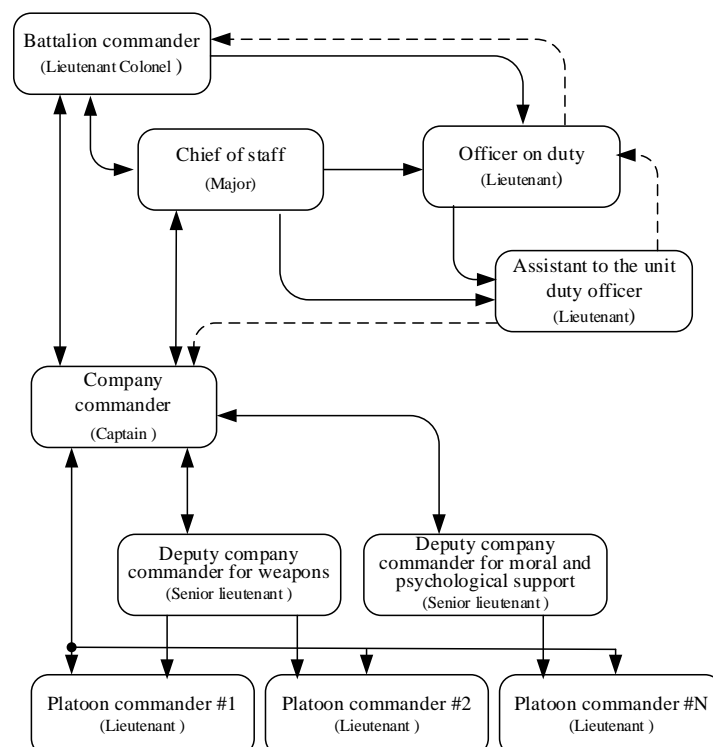 Battalion commander
(Lieutenant Colonel )
Chief of staff
(Major)
Officer on duty
(Lieutenant)
Assistant to the unit
duty officer
(Lieutenant)
Company
commander
(Captain )
Deputy company
commander for weapons
(Senior lieutenant )
Deputy company
commander for moral and
psychological support
(Senior lieutenant )
Platoon commander #1
(Lieutenant )
Platoon commander #2
(Lieutenant )
Platoon commander #N
(Lieutenant )